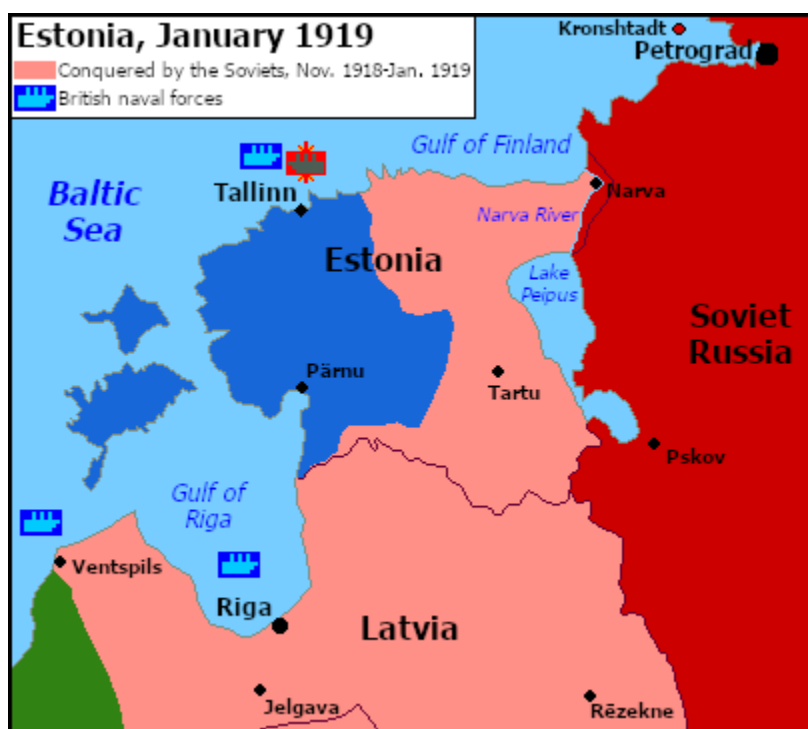 Estonia, January 1919
Conquered by the Soviets, Nov. 1918-Jan. 1919
British naval forces
Kronshtadt
Petrograd
Gulf of Finland
Baltic
Sea
Tallinn
Narva
Narva River
Estonia
Lake
Peipus
Soviet
Russia
Pärnu
Tartu
Pskov
Gulf of
Riga
Ventspils
Riga
Latvia
Jelgava
Rēzekne